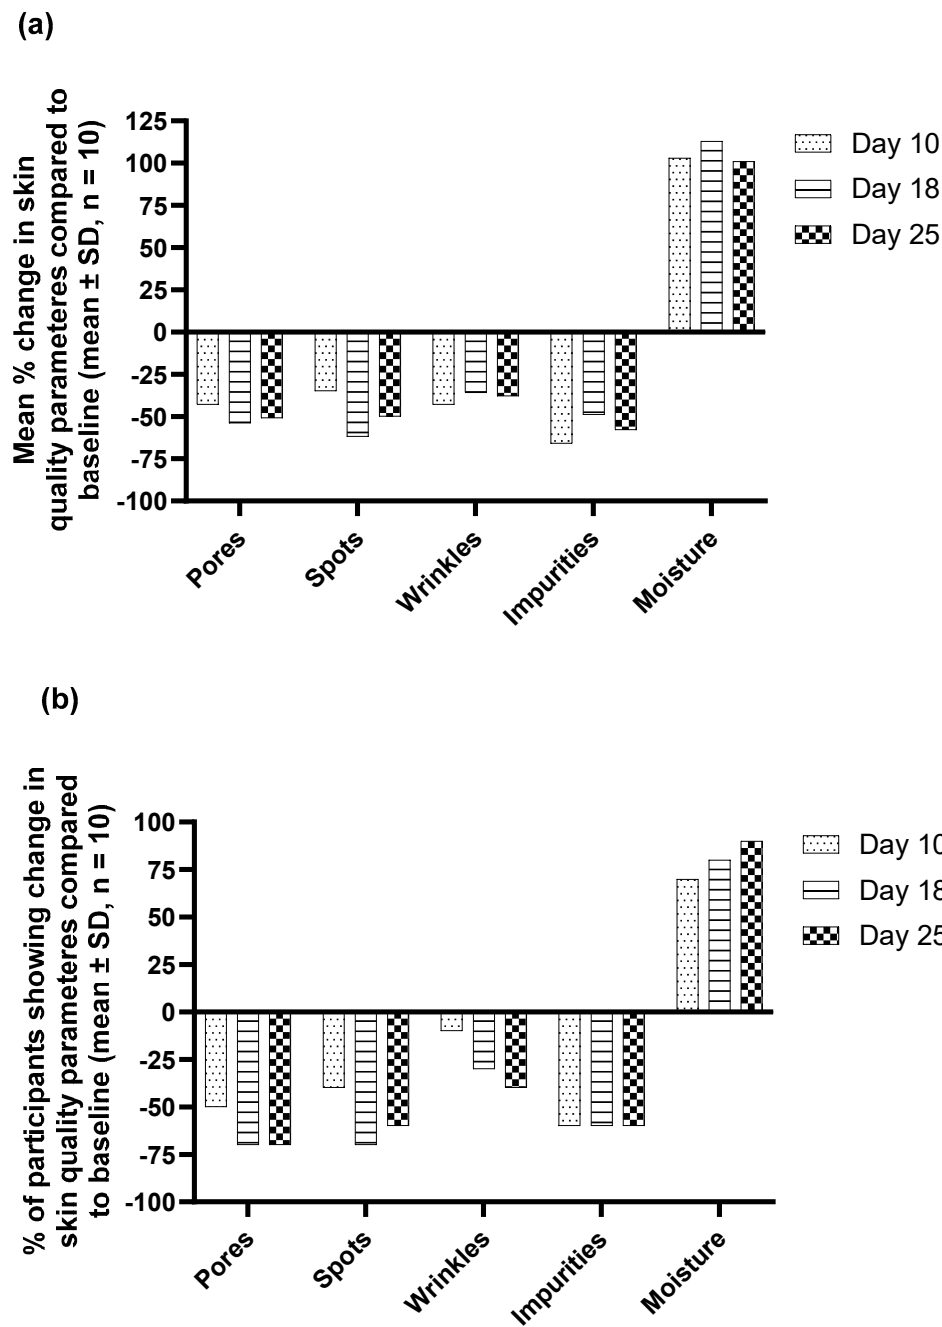 (a)
Mean % change in skin
quality parameteres compared to
baseline (mean ± SD, n = 10)
125
100
75
50
25
0
-25
-50
-75
-100
Pores
Spots
Wrinkles
Impurities
Moisture
Day 10
Day 18
Day 25
(b)
% of participants showing change in
skin quality parameteres compared
to baseline (mean ± SD, n = 10)
100
75
50
25
0
-25
-50
-75
-100
Pores
Spots
Wrinkles
Impurities
Moisture
Day 10
Day 18
Day 25